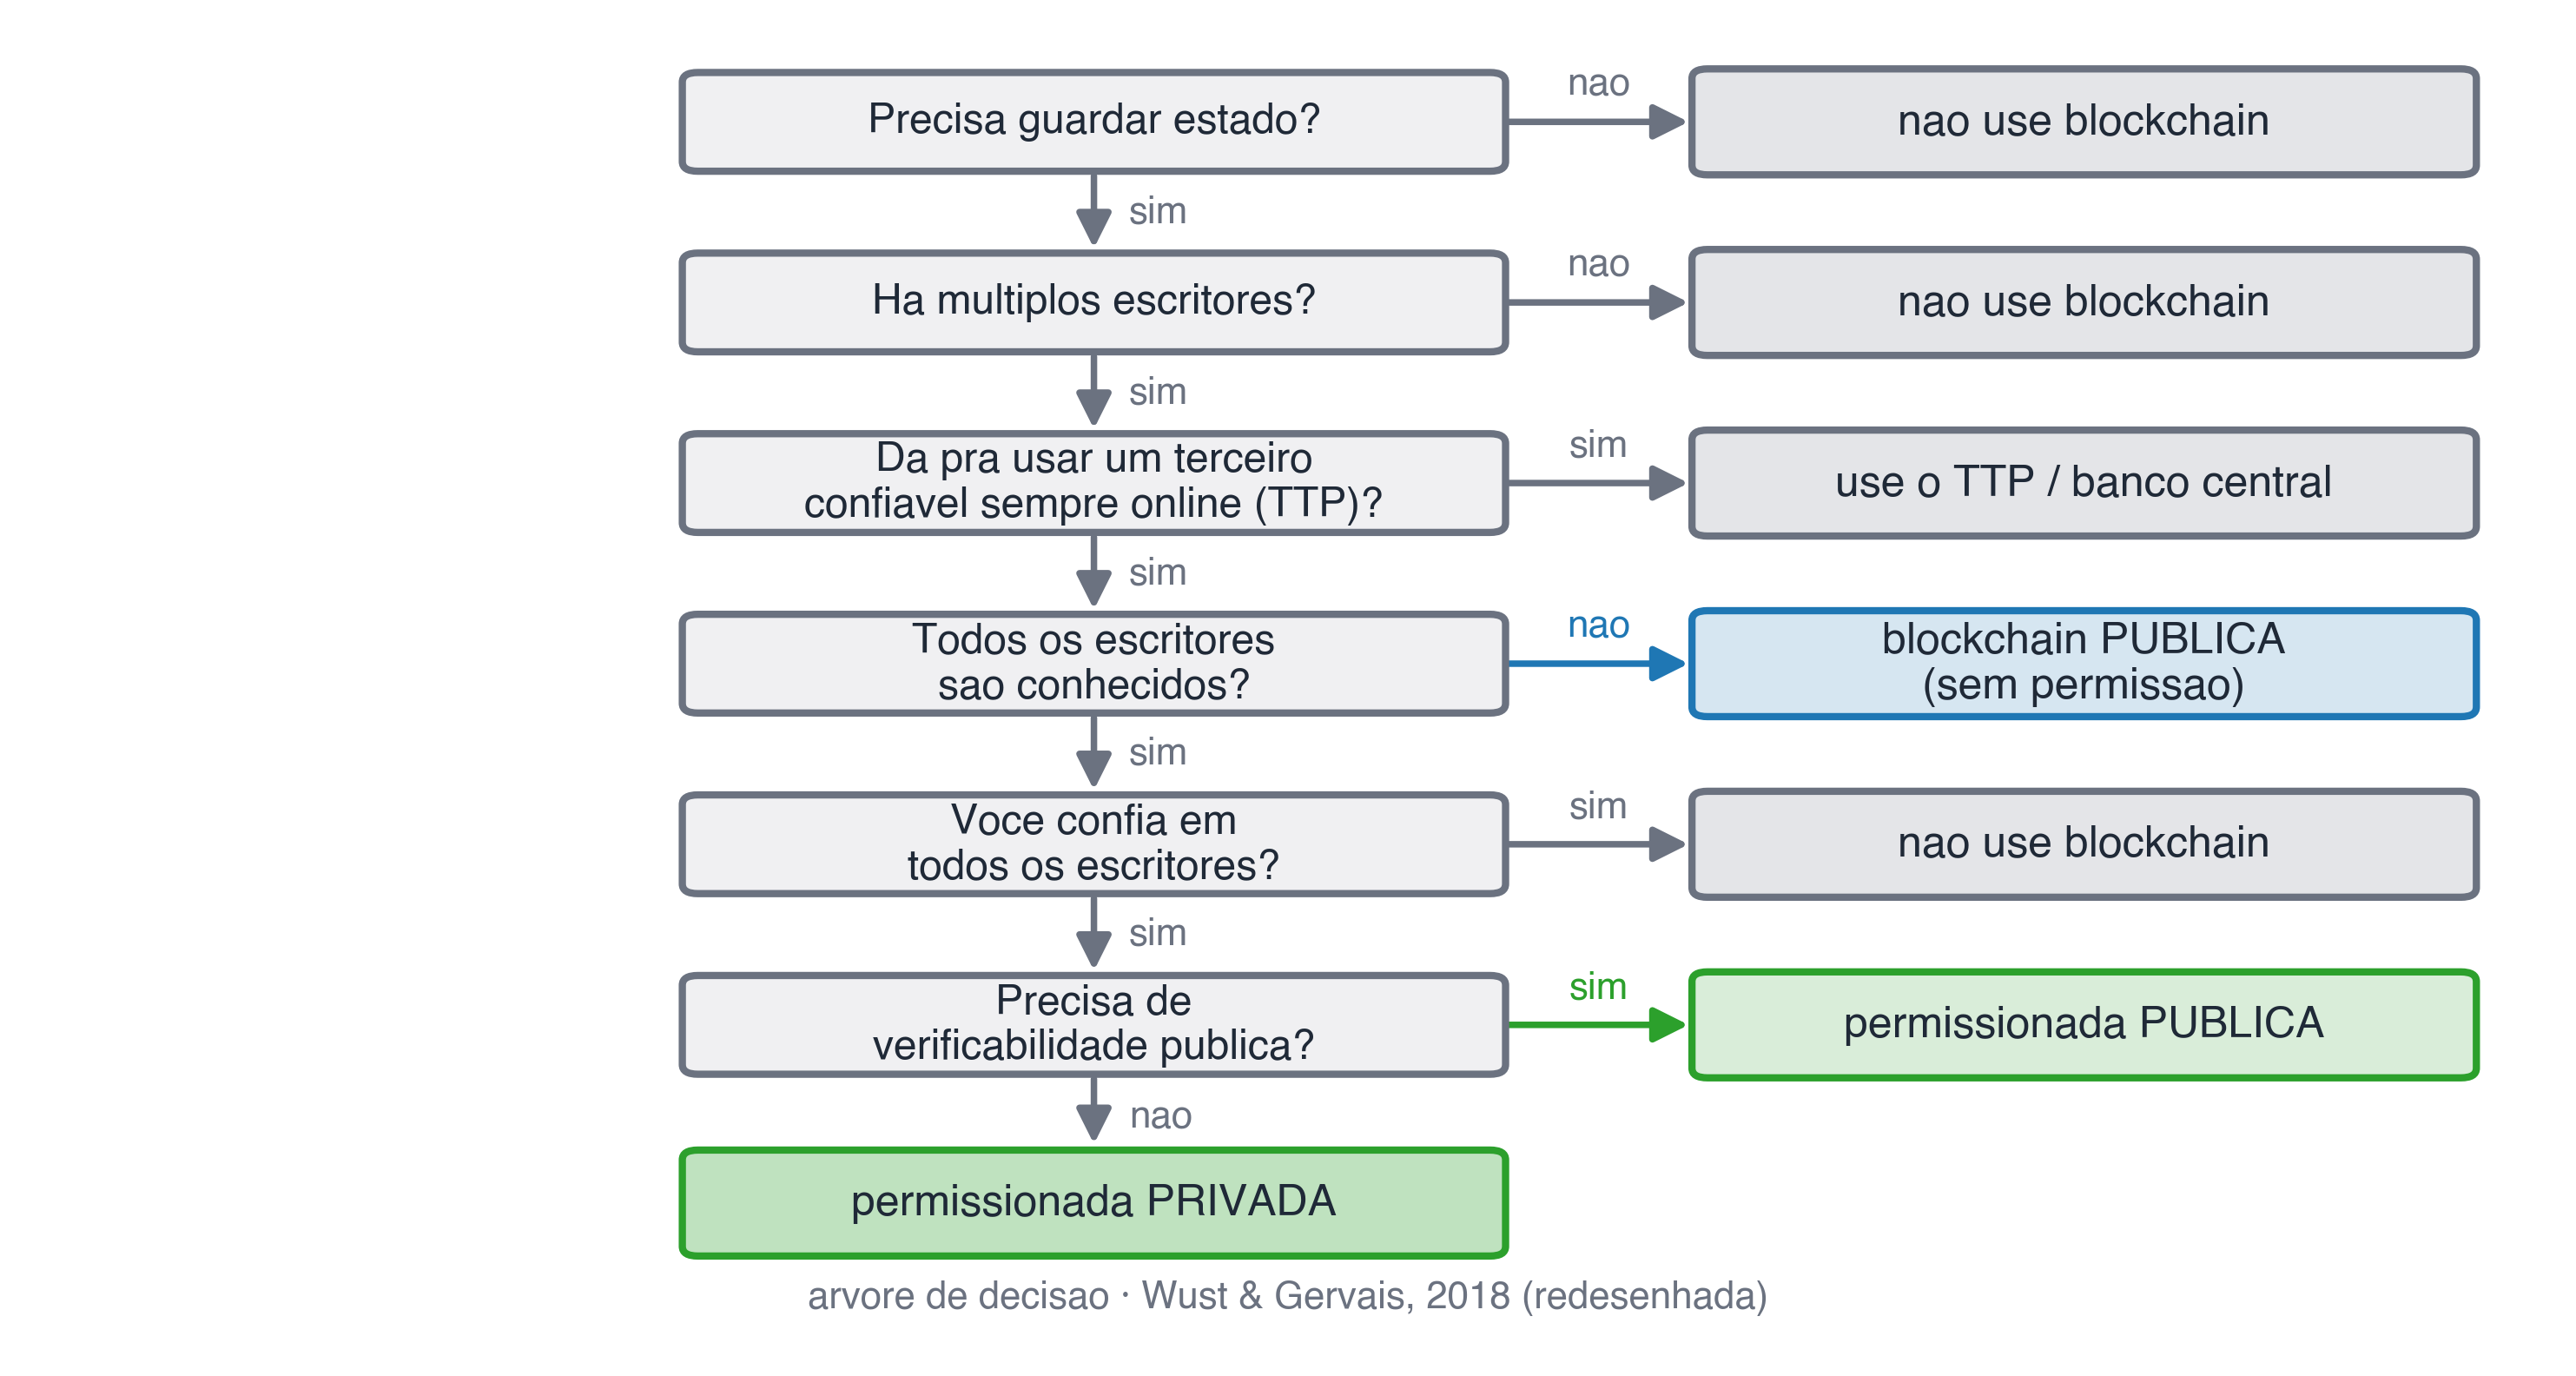 Precisa guardar estado?
nao
nao use blockchain
sim
Ha multiplos escritores?
nao
nao use blockchain
sim
Da pra usar um terceiro
confiavel sempre online (TTP)?
sim
use o TTP / banco central
sim
Todos os escritores
sao conhecidos?
nao
blockchain PUBLICA
(sem permissao)
sim
Voce confia em
todos os escritores?
sim
nao use blockchain
sim
Precisa de
verificabilidade publica?
sim
permissionada PUBLICA
nao
permissionada PRIVADA
arvore de decisao · Wust & Gervais, 2018 (redesenhada)